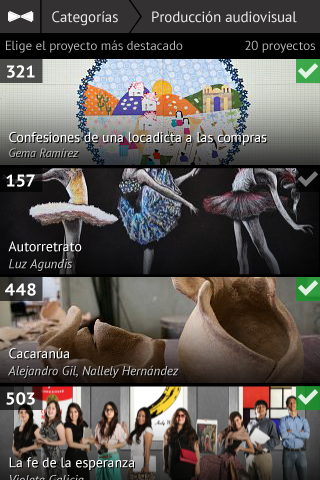 Categorías
Producción audiovisual
Elige el proyecto más destacado
20 proyectos
321
Confesiones de una locadicta a las compras
Gema Ramírez
157
Autorretrato
Luz Agundis
448
Cacaranúa
Alejandro Gil, Nallely Hernández
503
La fe de la esperanza
Violeta Galicia